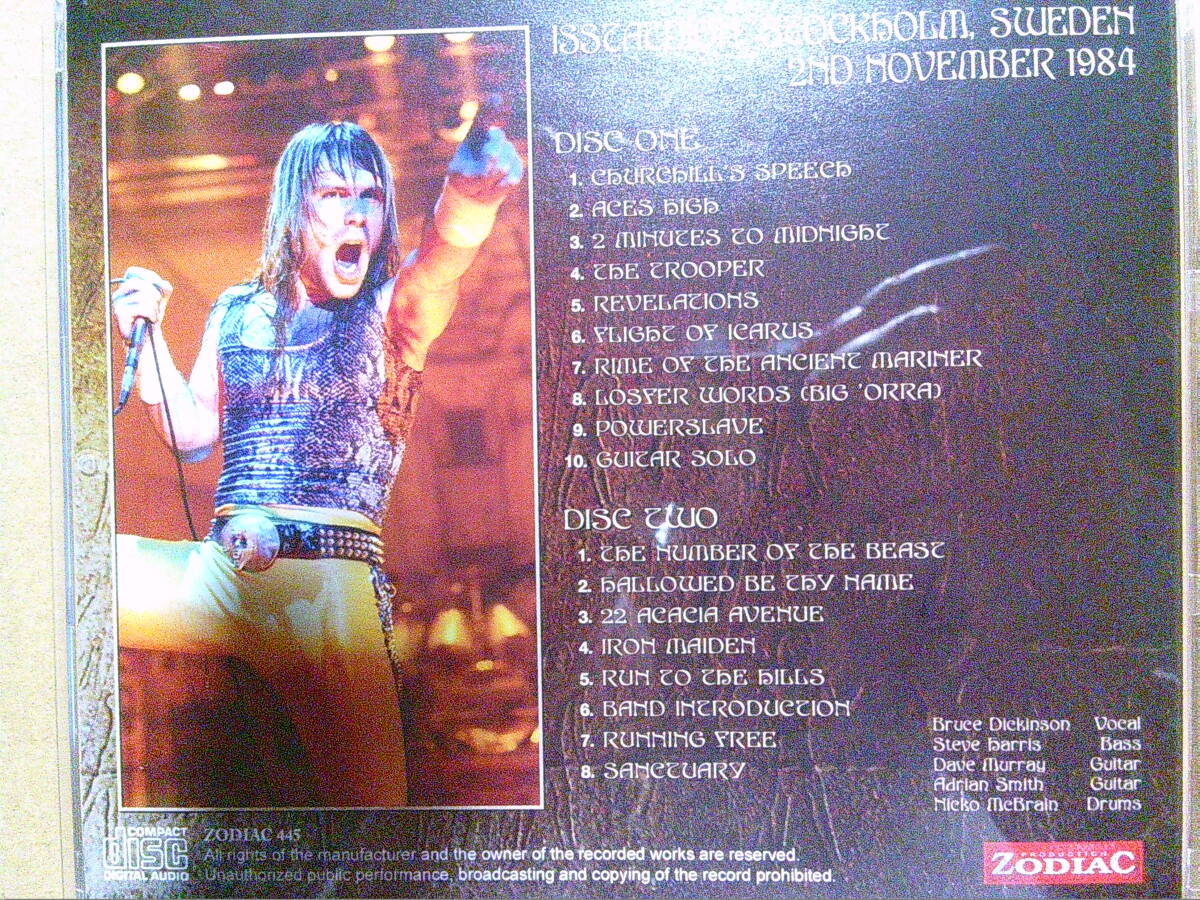 STOCKHOLM, SWEDEN
2ND NOVEMBER 1984
DISC ONE
1. CHURCHILL'S SPEECH
2. ACES HIGH
3. 2 MINUTES TO MIDNIGHT
4. THE TROOPER
5. REVELATIONS
6. FLIGHT OF ICARUS
7. RIME OF THE ANCIENT MARINER
8. LOSFER WORDS (BIG 'ORRA)
9. POWERSLAVE
10. GUITAR SOLO
DISC TWO
1. THE NUMBER OF THE BEAST
2. HALLOWED BE THY NAME
3. 22 ACACIA AVENUE
4. IRON MAIDEN
5. RUN TO THE HILLS
6. BAND INTRODUCTION
7. RUNNING FREE
8. SANCTUARY
Bruce Dickinson Vocal
Steve Harris Bass
Dave Murray Guitar
Adrian Smith Guitar
Nicko McBrain Drums
COMPACT
DISC
DIGITAL AUDIO
ZODIAC 445
All rights of the manufacturer and the owner of the recorded works are reserved.
Unauthorized public performance, broadcasting and copying of the record prohibited.
PRODUCTION
ZODIAC